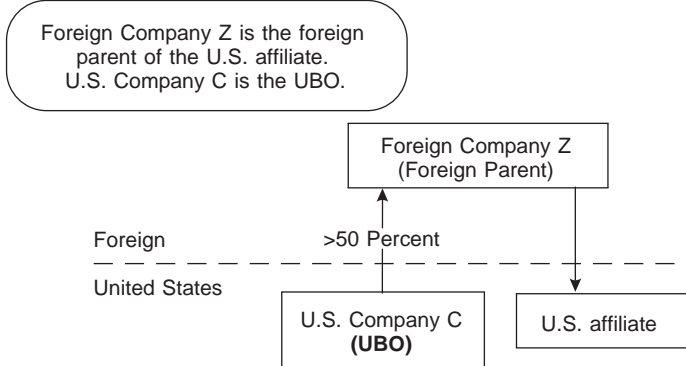 Foreign Company Z is the foreign
parent of the U.S. affiliate.
U.S. Company C is the UBO.
Foreign Company Z
(Foreign Parent)
Foreign
>50 Percent
United States
U.S. Company C
(UBO)
U.S. affiliate